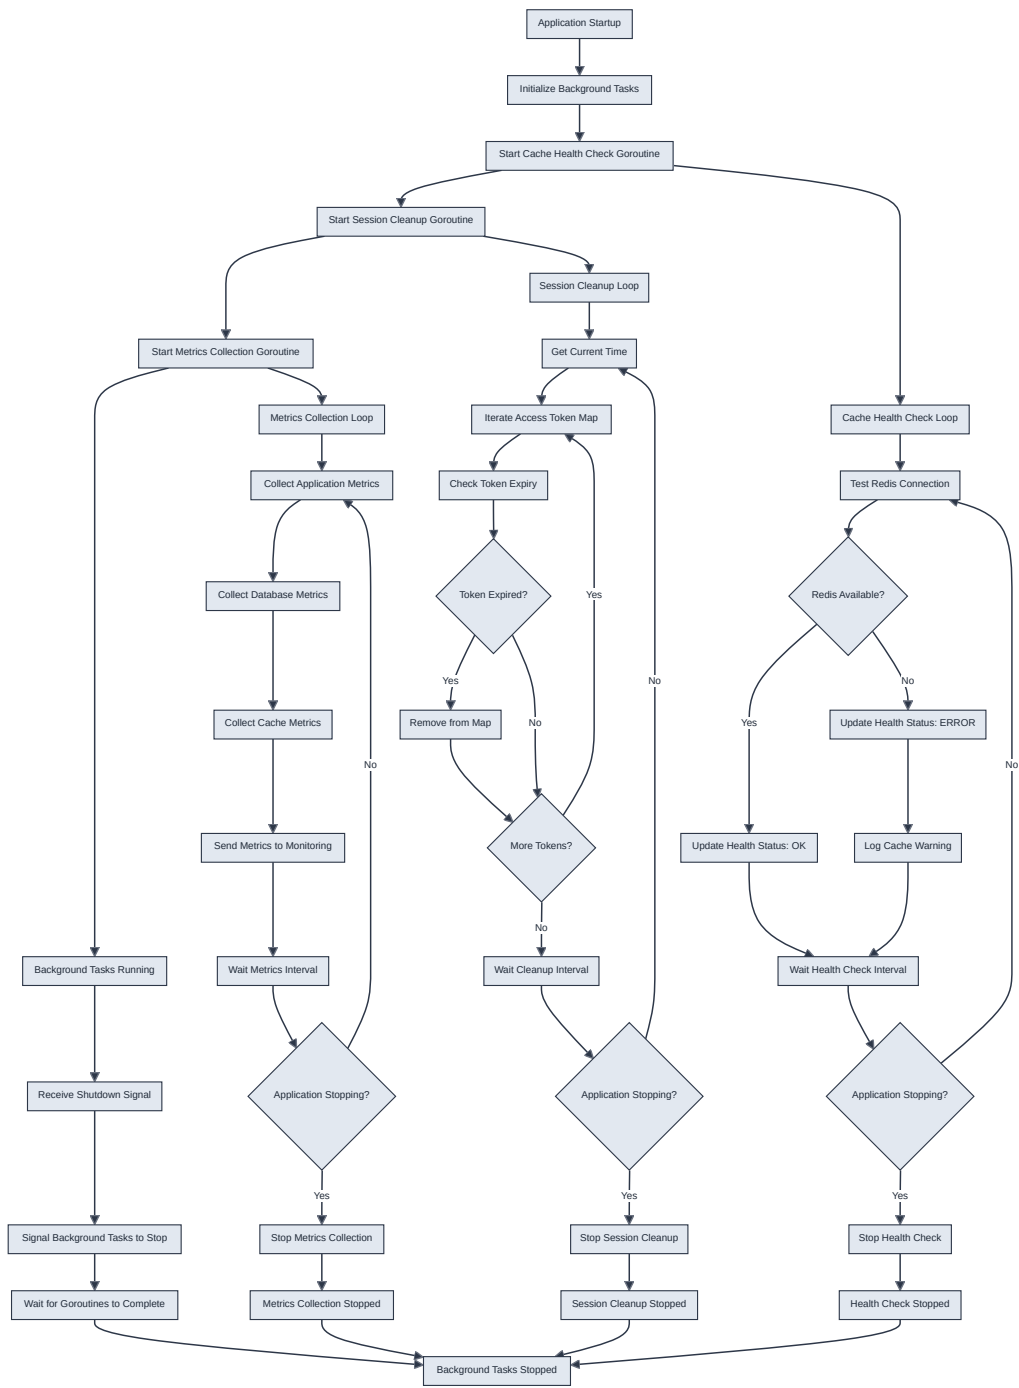 Application Startup
Initialize Background Tasks
Start Cache Health Check Goroutine
Start Session Cleanup Goroutine
Session Cleanup Loop
Start Metrics Collection Goroutine
Get Current Time
Metrics Collection Loop
Iterate Access Token Map
Cache Health Check Loop
Collect Application Metrics
Check Token Expiry
Test Redis Connection
Collect Database Metrics
Token Expired?
Yes
Redis Available?
Yes
No
No
Collect Cache Metrics
Remove from Map
No
Yes
Update Health Status: ERROR
No
No
Send Metrics to Monitoring
More Tokens?
Update Health Status: OK
Log Cache Warning
No
Background Tasks Running
Wait Metrics Interval
Wait Cleanup Interval
Wait Health Check Interval
Receive Shutdown Signal
Application Stopping?
Application Stopping?
Application Stopping?
Yes
Yes
Yes
Signal Background Tasks to Stop
Stop Metrics Collection
Stop Session Cleanup
Stop Health Check
Wait for Goroutines to Complete
Metrics Collection Stopped
Session Cleanup Stopped
Health Check Stopped
Background Tasks Stopped